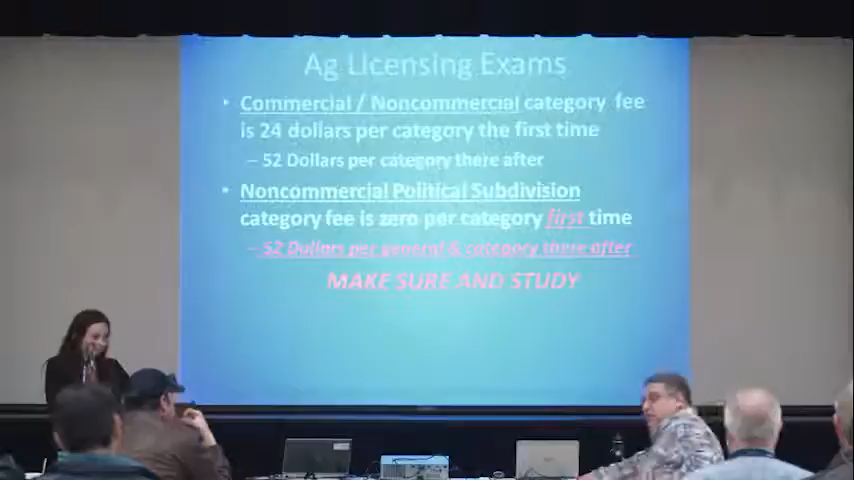 Ag Licensing Exams
• Commercial / Noncommercial category fee
is 24 dollars per category the first time
– 52 Dollars per category there after
• Noncommercial Political Subdivision
category fee is zero per category first time
– 52 Dollars per general & category there after
MAKE SURE AND STUDY